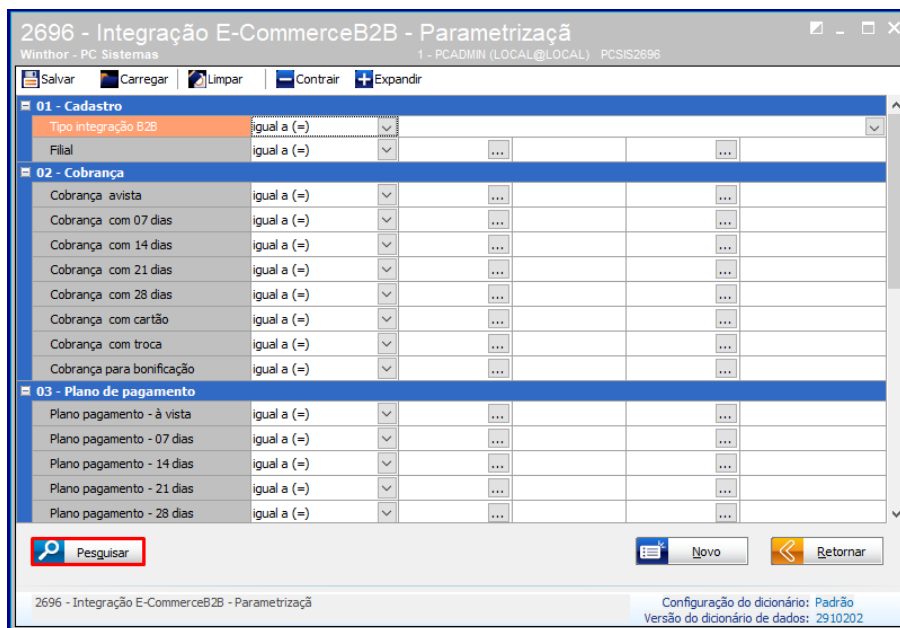 2696 - Integração E-CommerceB2B - Parametrizaçã
Winthor - PC Sistemas 1 - PCADMIN (LOCAL@LOCAL) PCSIS2696
Salvar Carregar Limpar Contrair Expandir
01 - Cadastro
Tipo integração B2B igual a (=)
Filial igual a (=) ... ...
02 - Cobrança
Cobrança avista igual a (=) ... ...
Cobrança com 07 dias igual a (=) ... ...
Cobrança com 14 dias igual a (=) ... ...
Cobrança com 21 dias igual a (=) ... ...
Cobrança com 28 dias igual a (=) ... ...
Cobrança com cartão igual a (=) ... ...
Cobrança com troca igual a (=) ... ...
Cobrança para bonificação igual a (=) ... ...
03 - Plano de pagamento
Plano pagamento - à vista igual a (=) ... ...
Plano pagamento - 07 dias igual a (=) ... ...
Plano pagamento - 14 dias igual a (=) ... ...
Plano pagamento - 21 dias igual a (=) ... ...
Plano pagamento - 28 dias igual a (=) ... ...
Pesquisar Novo Retornar
2696 - Integração E-CommerceB2B - Parametrizaçã Configuração do dicionário: Padrão
Versão do dicionário de dados: 2910202